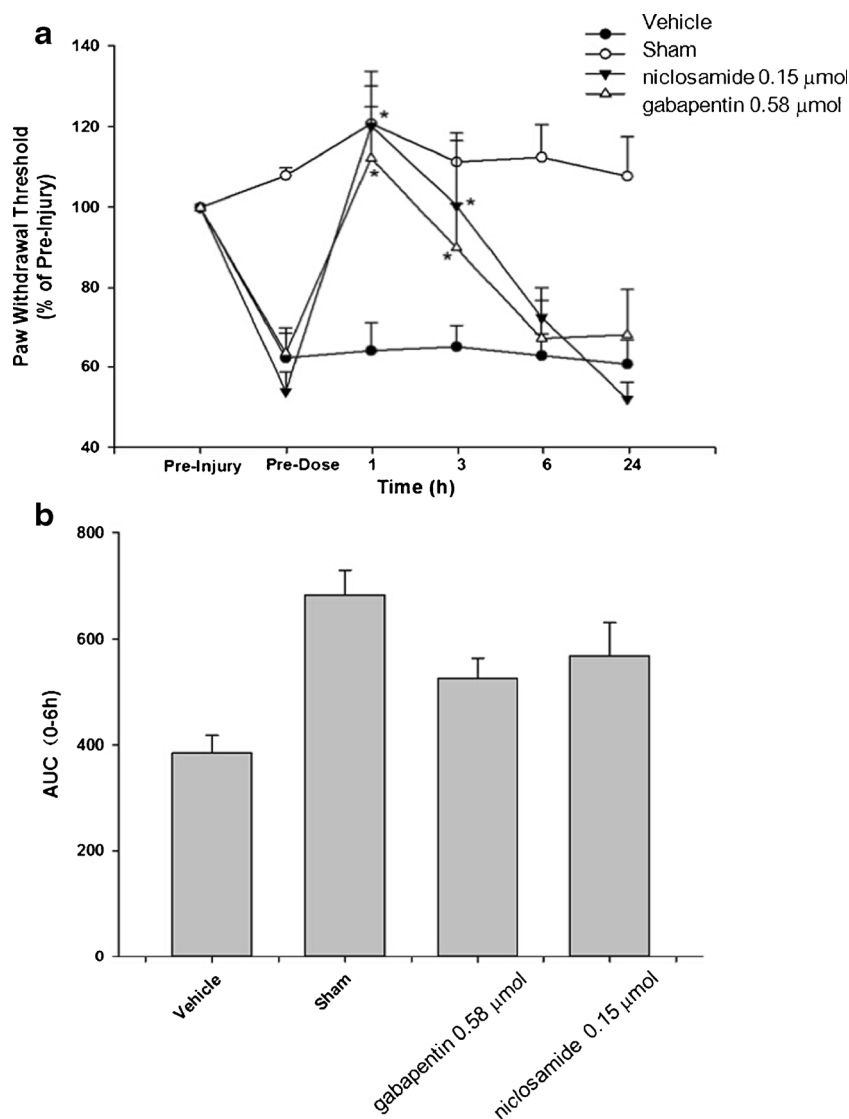 a
Vehicle
Sham
niclosamide 0.15 μmol
gabapentin 0.58 μmol
140
120
100
80
60
40
Paw Withdrawal Threshold
(% of Pre-Injury)
*
*
*
*
Pre-Injury Pre-Dose 1 3 6 24
Time (h)
b
800
600
400
200
0
AUC (0-6h)
Vehicle
Sham
gabapentin 0.58 μmol
niclosamide 0.15 μmol